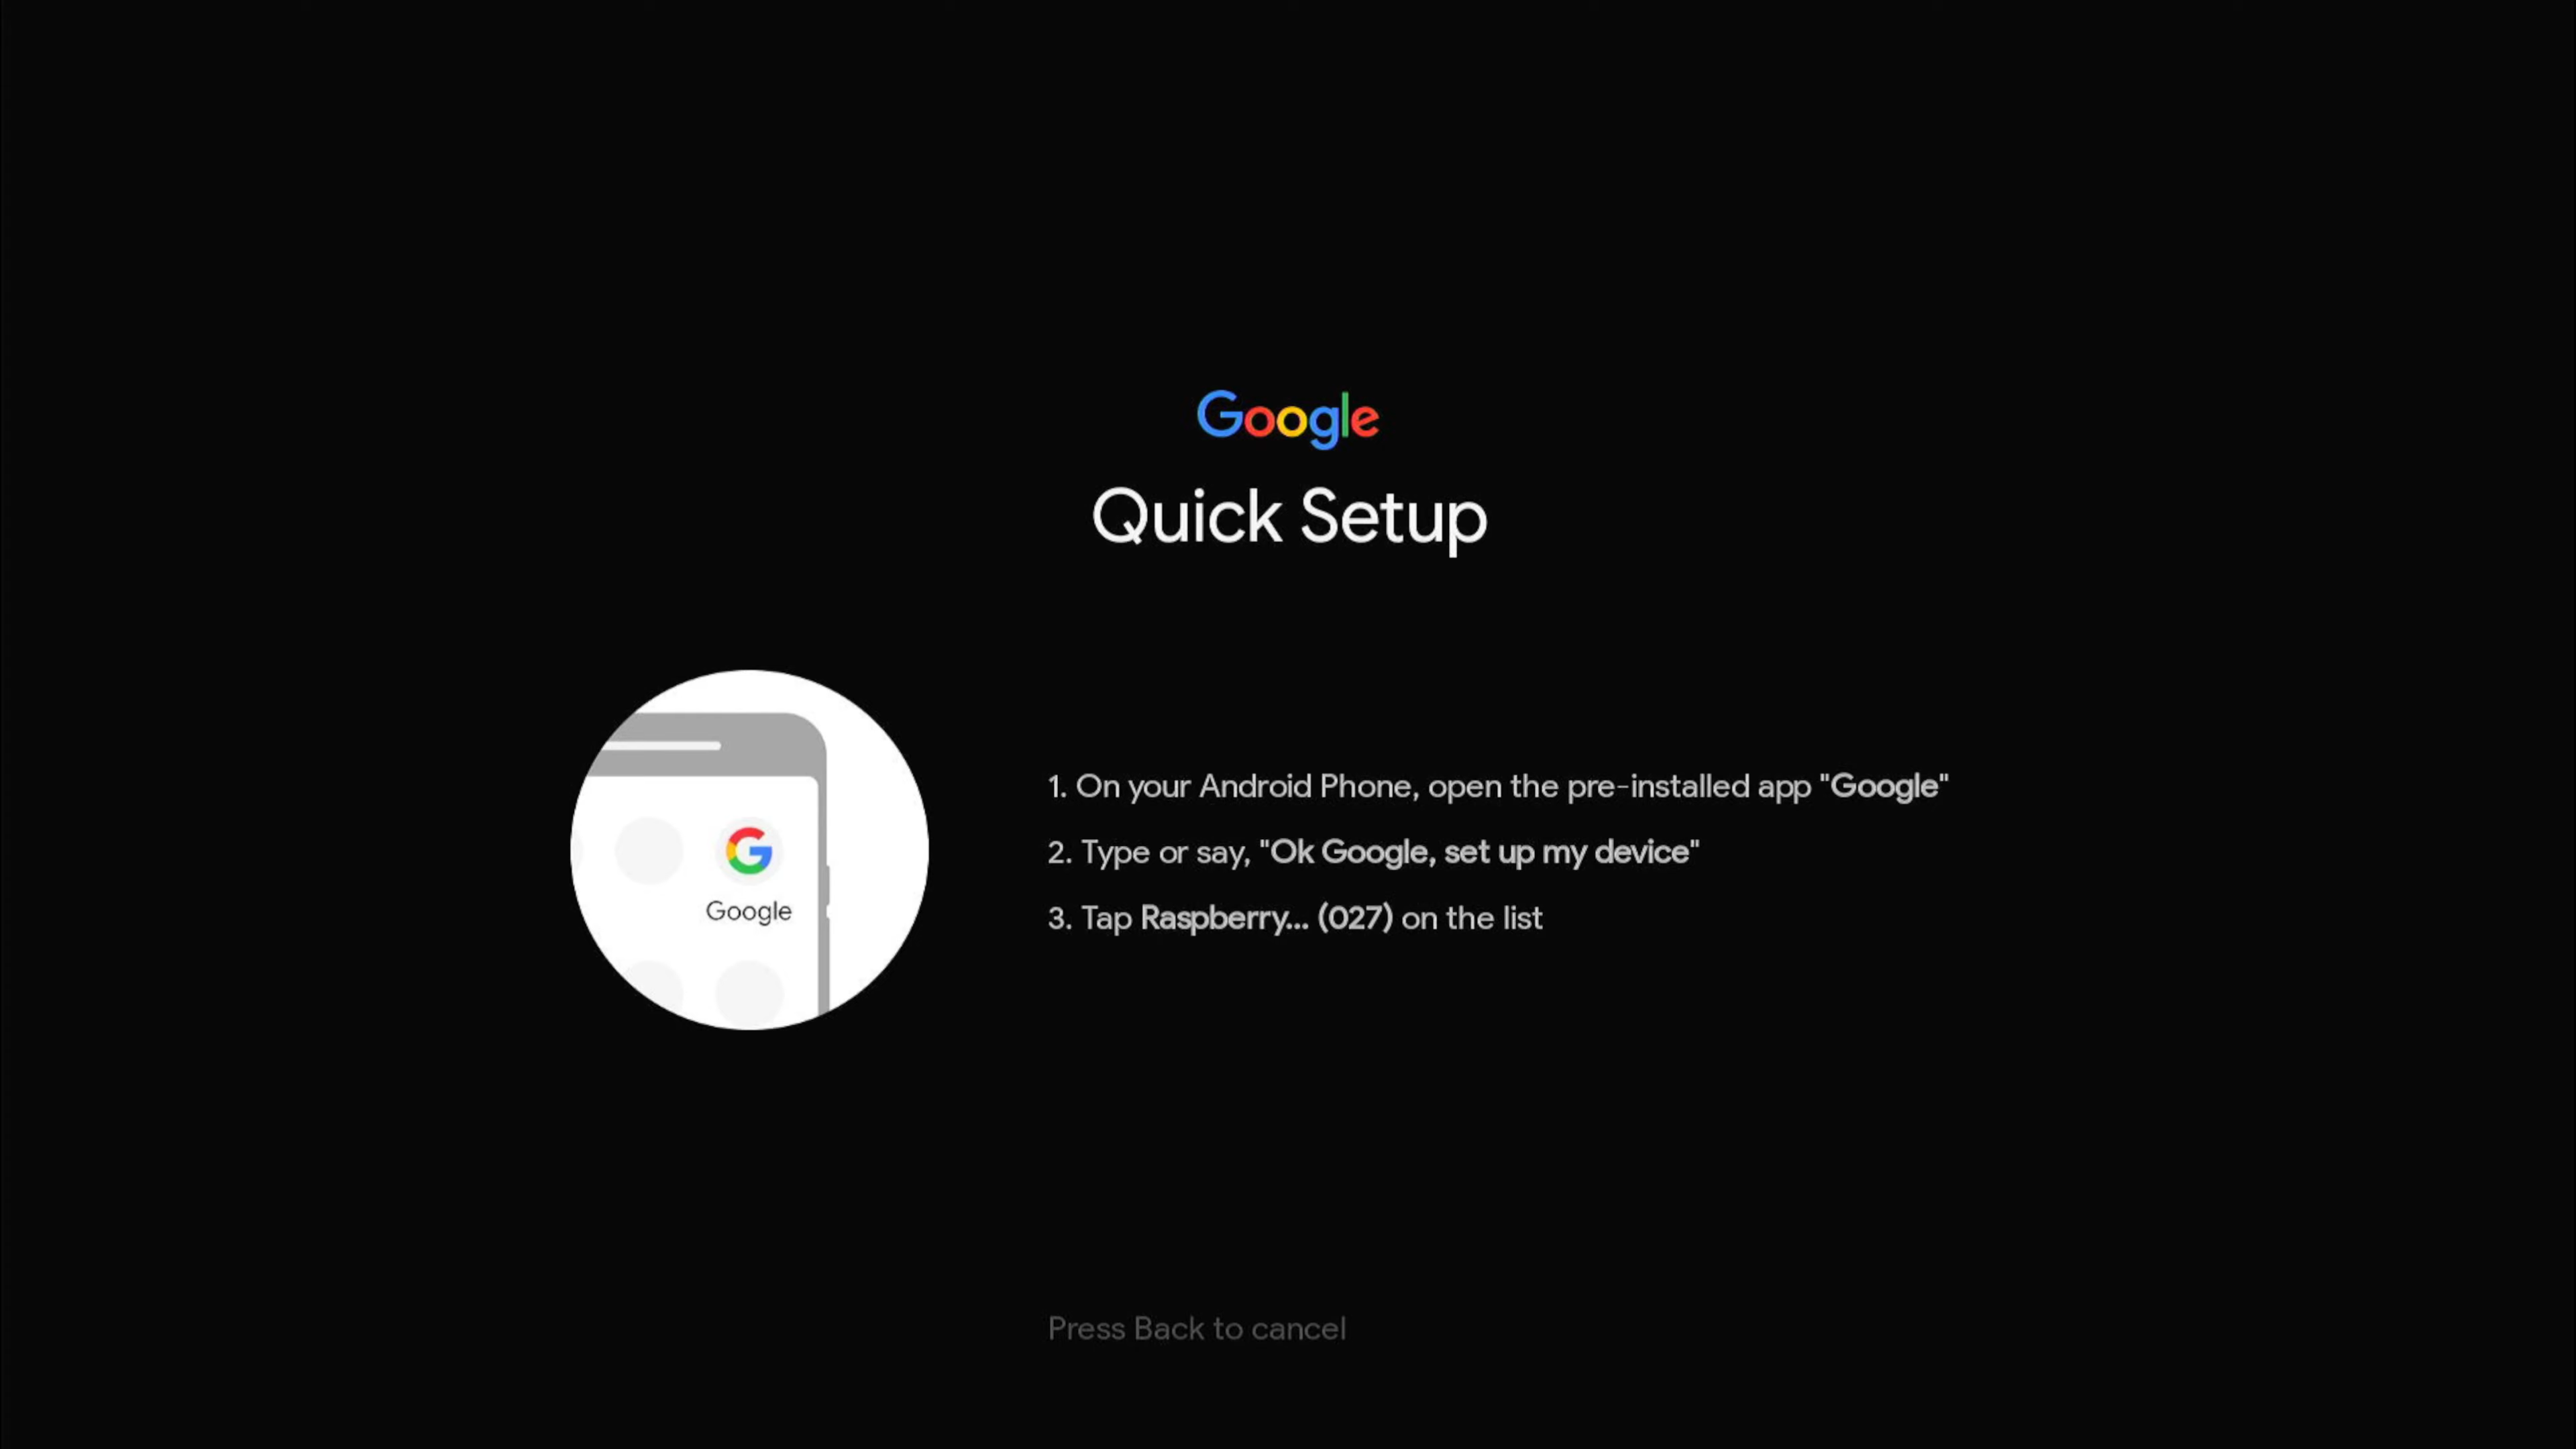 Google
Quick Setup
Google
1. On your Android Phone, open the pre-installed app "Google"
2. Type or say, "Ok Google, set up my device"
3. Tap Raspberry... (027) on the list
Press Back to cancel